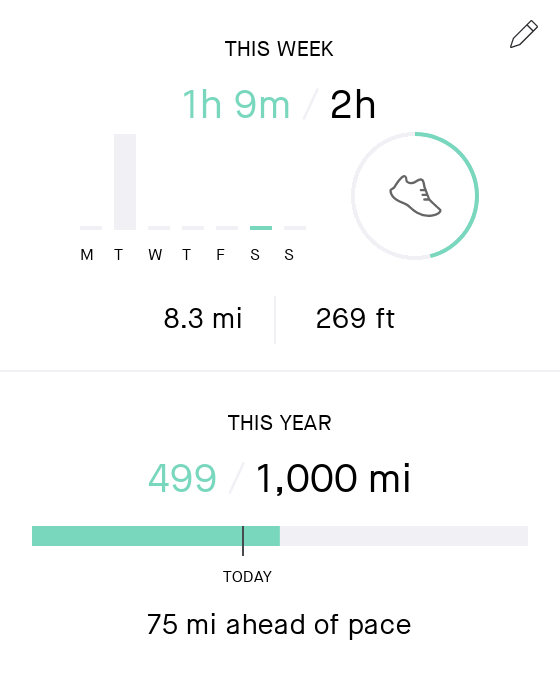 THIS WEEK
1h 9m / 2h
M T W T F S S
8.3 mi 269 ft
THIS YEAR
499 / 1,000 mi
TODAY
75 mi ahead of pace